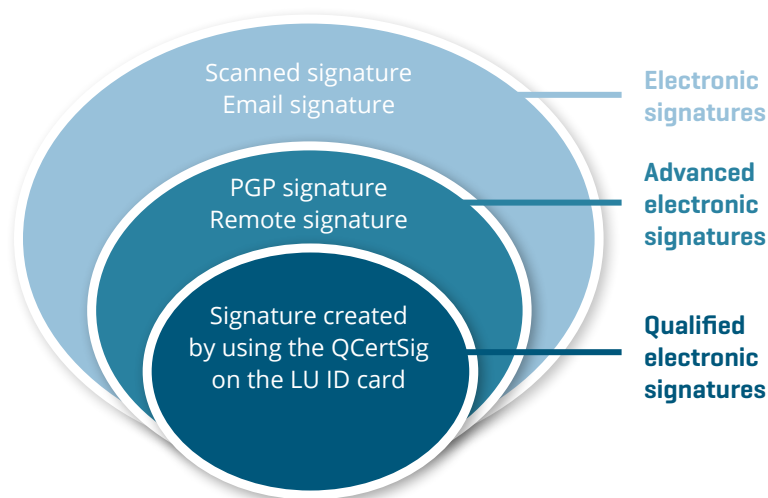 Scanned signature
Email signature
Electronic
signatures
PGP signature
Remote signature
Advanced
electronic
signatures
Signature created
by using the QCertSig
on the LU ID card
Qualified
electronic
signatures